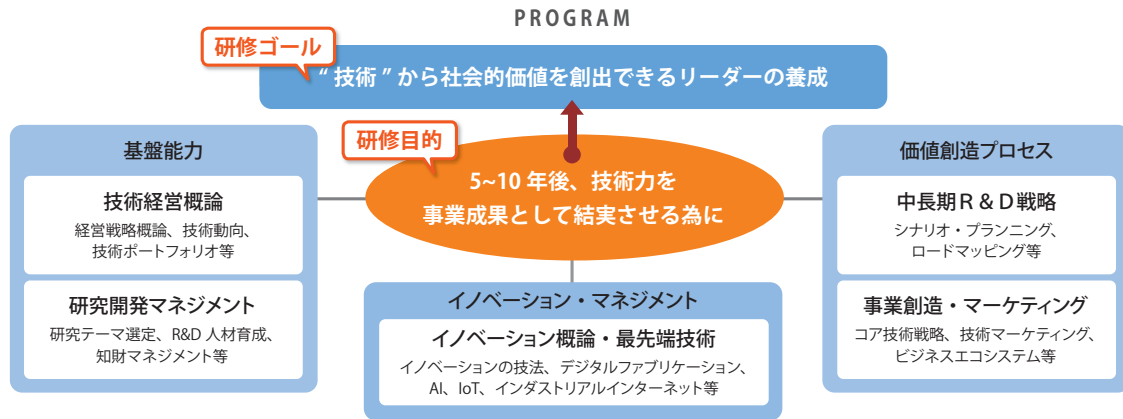 PROGRAM
研修ゴール
“技術”から社会的価値を創出できるリーダーの養成
研修目的
5~10年後、技術力を
事業成果として結実させる為に
基盤能力
技術経営概論
経営戦略概論、技術動向、
技術ポートフォリオ等
研究開発マネジメント
研究テーマ選定、R&D人材育成、
知財マネジメント等
イノベーション・マネジメント
イノベーション概論・最先端技術
イノベーションの技法、デジタルファブリケーション、
AI、IoT、インダストリアルインターネット等
価値創造プロセス
中長期R&D戦略
シナリオ・プランニング、
ロードマッピング等
事業創造・マーケティング
コア技術戦略、技術マーケティング、
ビジネスエコシステム等